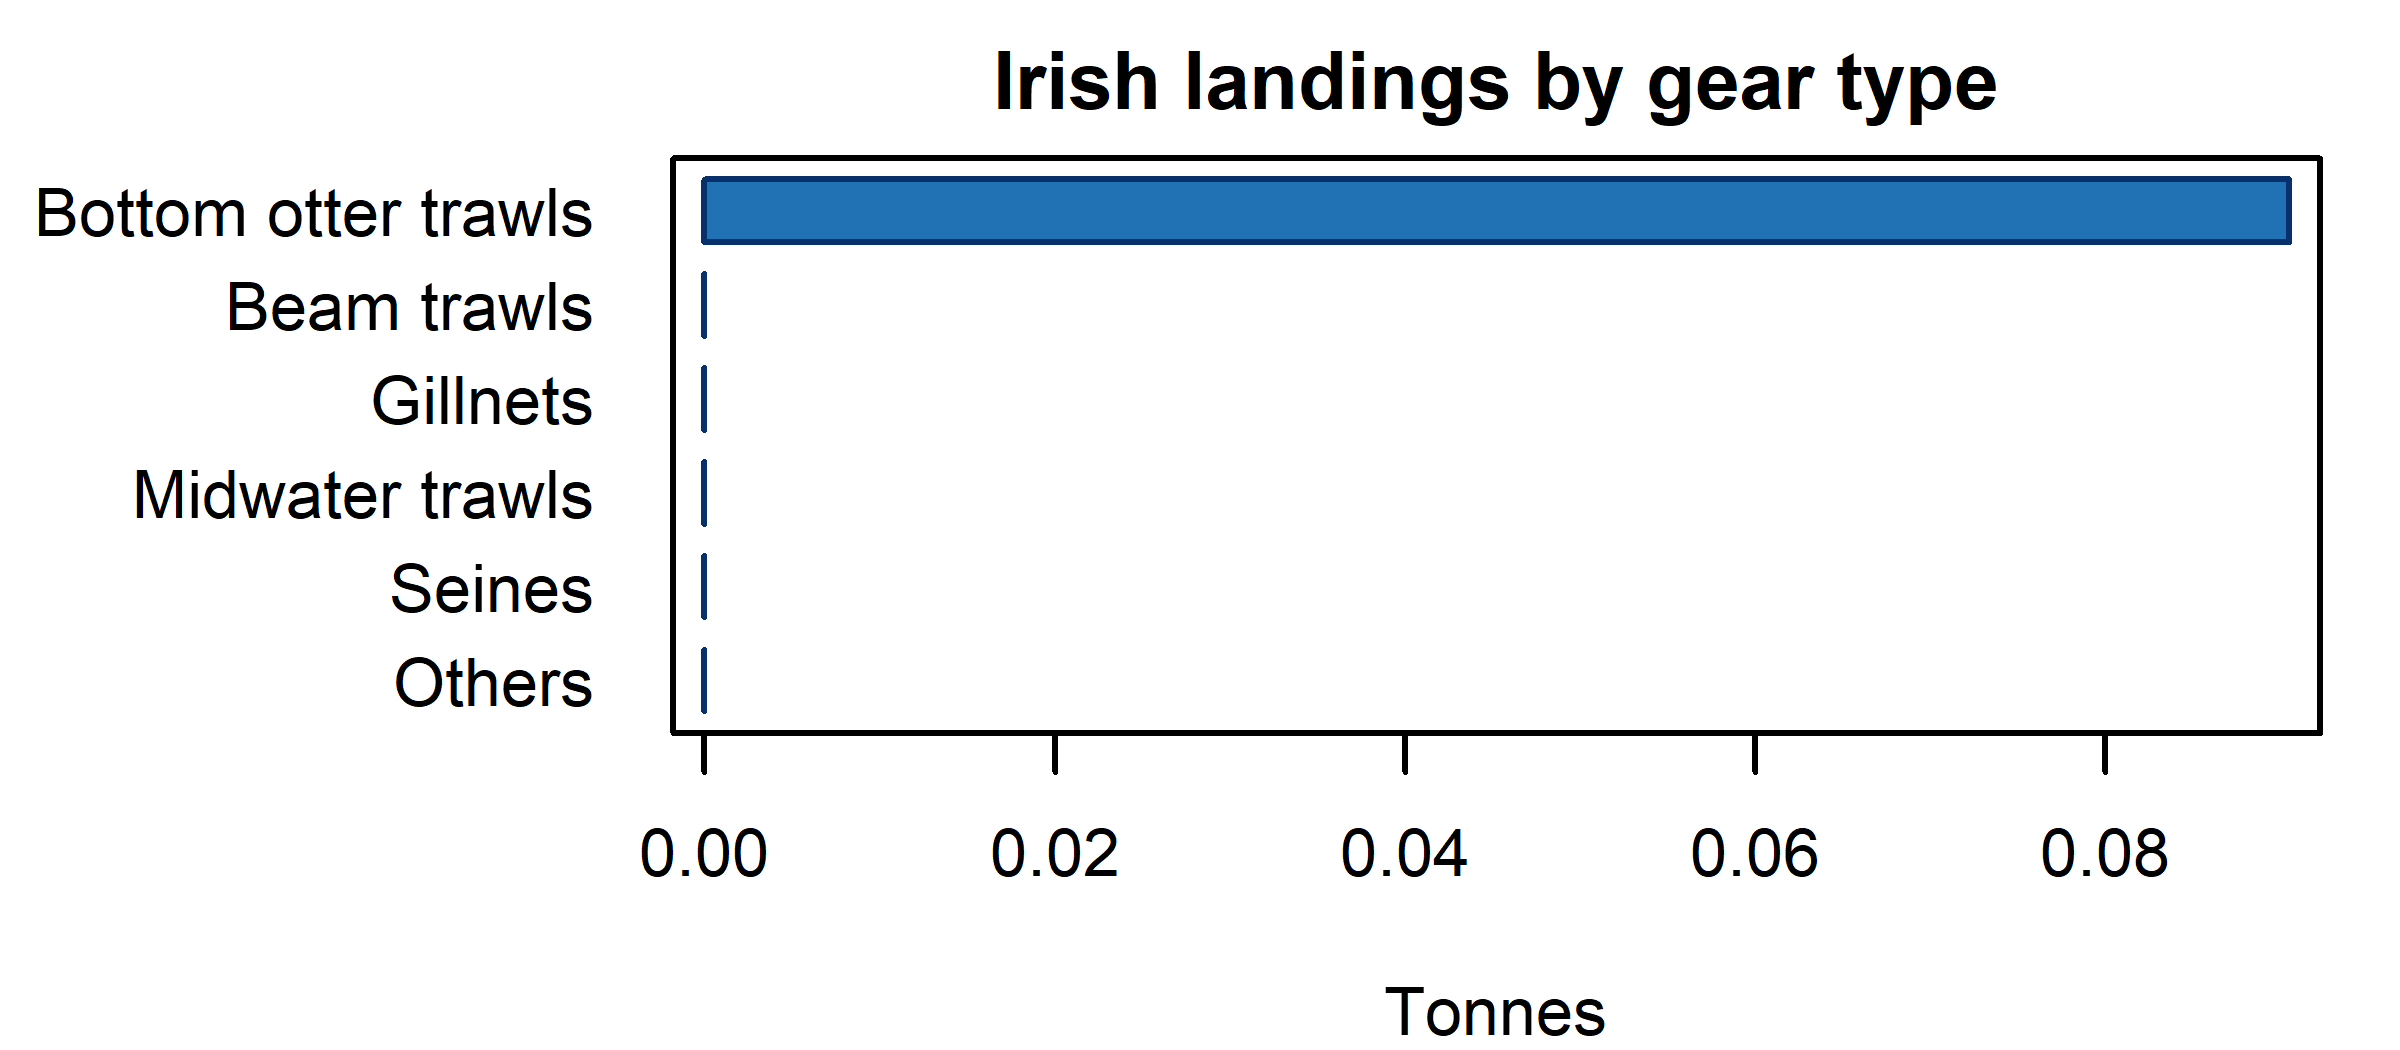 Irish landings by gear type
Bottom otter trawls
Beam trawls
Gillnets
Midwater trawls
Seines
Others
0.00 0.02 0.04 0.06 0.08
Tonnes